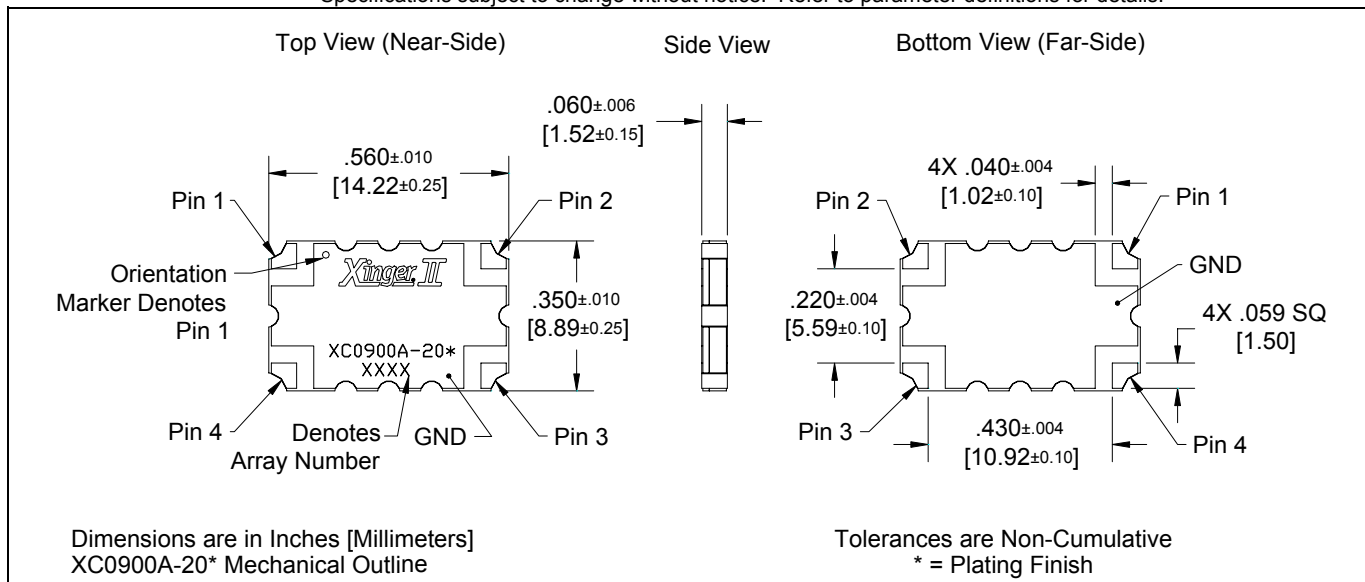 Specifications subject to change without notice. Refer to parameter definitions for details.
Top View (Near-Side)
Side View
Bottom View (Far-Side)
.060±.006
[1.52±0.15]
.560±.010
[14.22±0.25]
4X .040±.004
[1.02±0.10]
Pin 1
Pin 2
Pin 2
Pin 1
Orientation
Marker Denotes
Pin 1
Xinger II
GND
.350±.010
[8.89±0.25]
.220±.004
[5.59±0.10]
4X .059 SQ
[1.50]
XC0900A-20*
XXXX
Pin 4
Denotes
Array Number
GND
Pin 3
Pin 3
.430±.004
[10.92±0.10]
Pin 4
Dimensions are in Inches [Millimeters]
XC0900A-20* Mechanical Outline
Tolerances are Non-Cumulative
* = Plating Finish